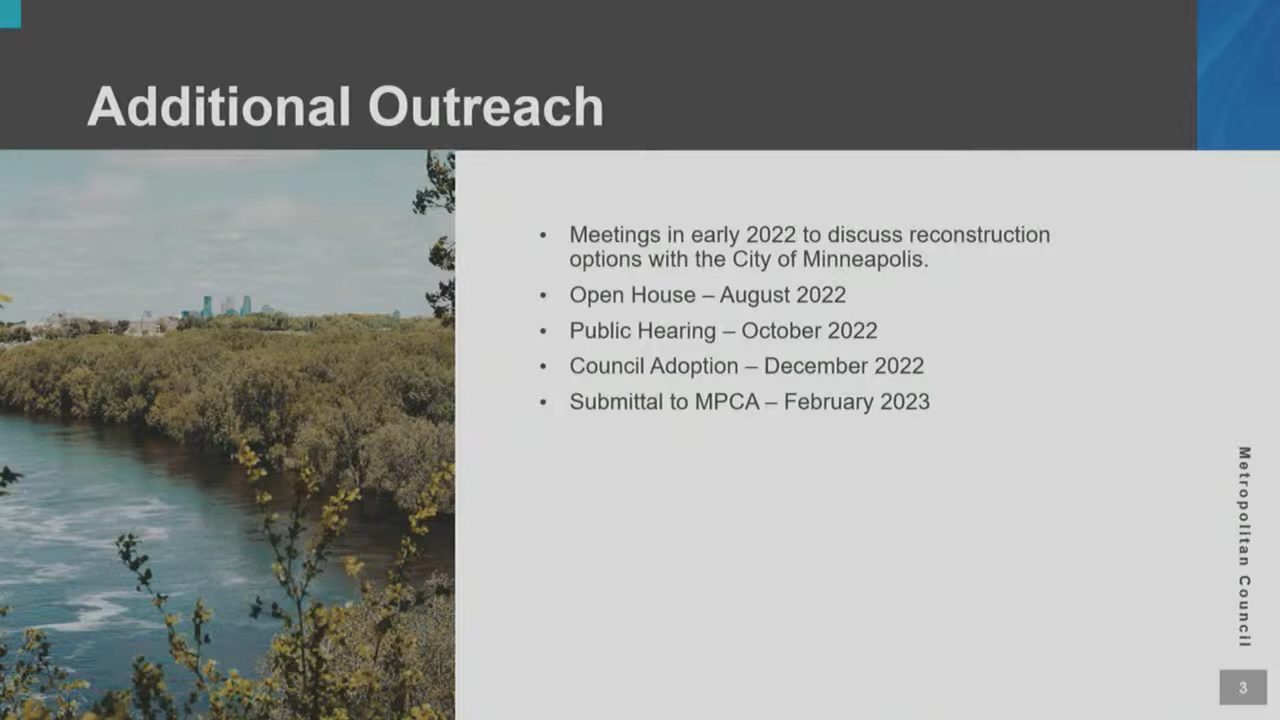 Additional Outreach
• Meetings in early 2022 to discuss reconstruction
options with the City of Minneapolis.
• Open House – August 2022
• Public Hearing – October 2022
• Council Adoption – December 2022
• Submittal to MPCA – February 2023
Metropolitan Council
3